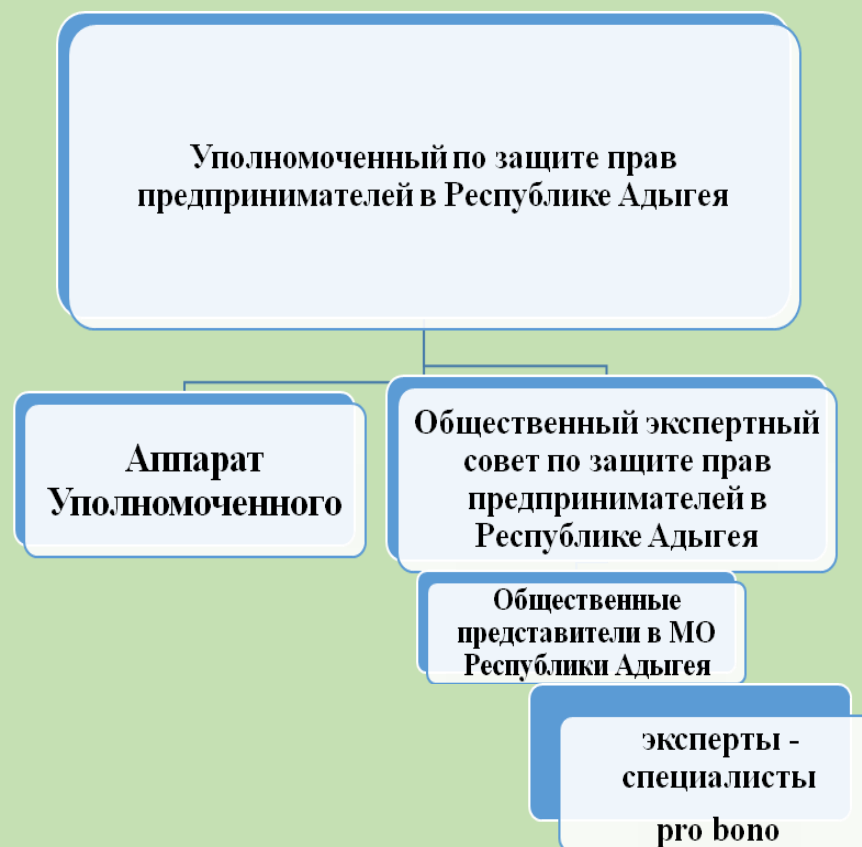 Уполномоченный по защите прав
предпринимателей в Республике Адыгея
Аппарат
Уполномоченного
Общественный экспертный
совет по защите прав
предпринимателей в
Республике Адыгея
Общественные
представители в МО
Республики Адыгея
эксперты -
специалисты
pro bono